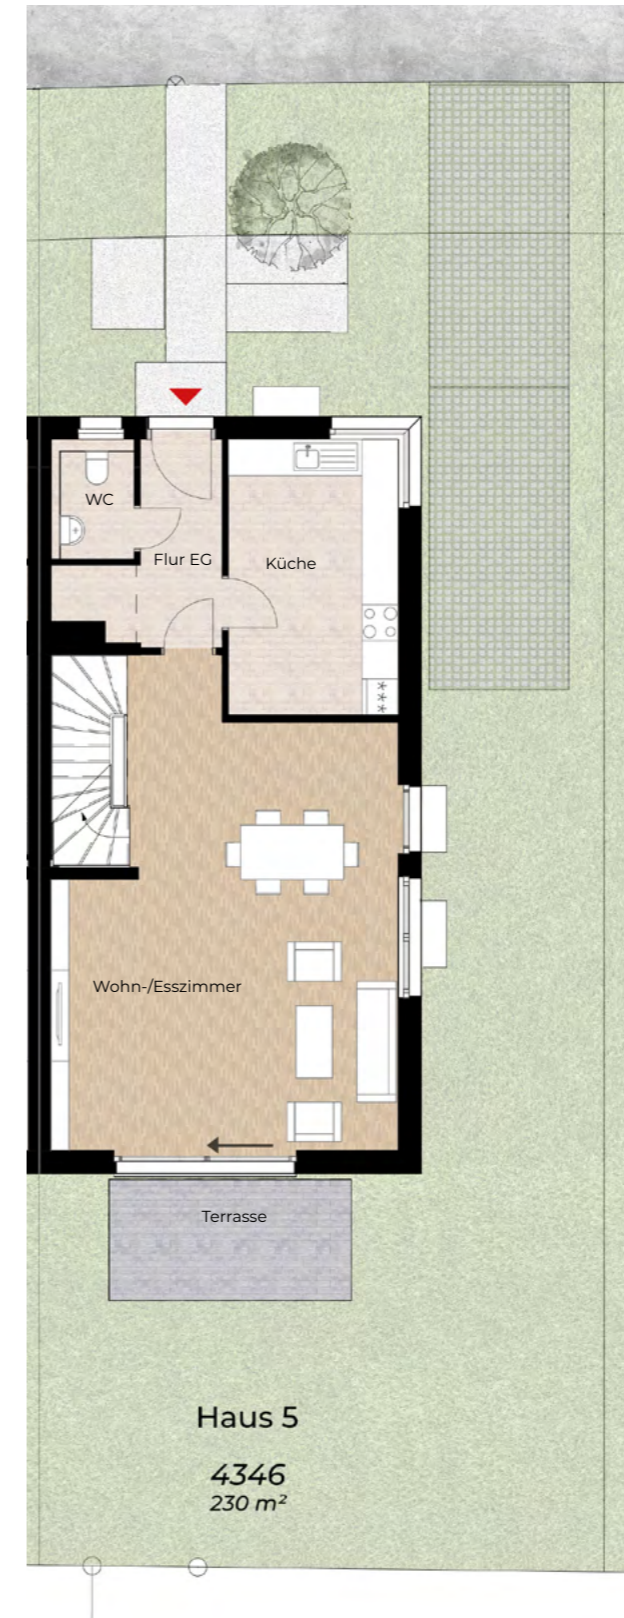 WC
Flur EG
Küche
Wohn-/Esszimmer
Terrasse
Haus 5
4346
230 m²